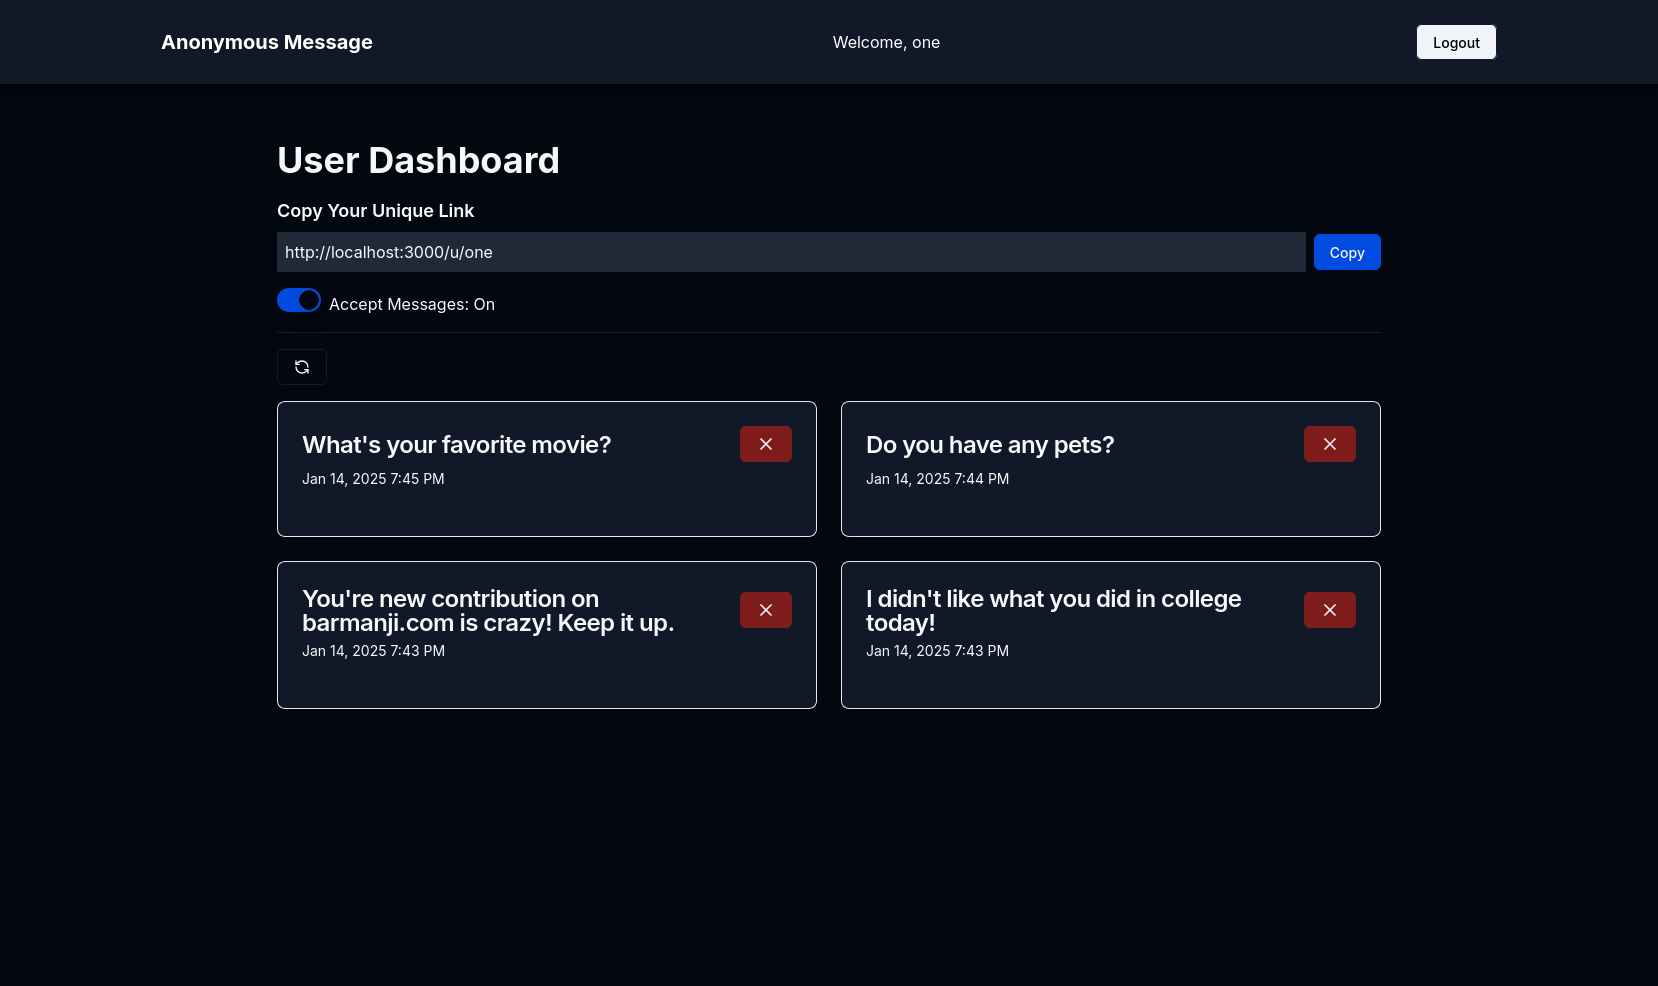 Anonymous Message
Welcome, one
Logout
User Dashboard
Copy Your Unique Link
http://localhost:3000/u/one
Copy
Accept Messages: On
What's your favorite movie?
Jan 14, 2025 7:45 PM
Do you have any pets?
Jan 14, 2025 7:44 PM
You're new contribution on
barmanji.com is crazy! Keep it up.
Jan 14, 2025 7:43 PM
I didn't like what you did in college
today!
Jan 14, 2025 7:43 PM